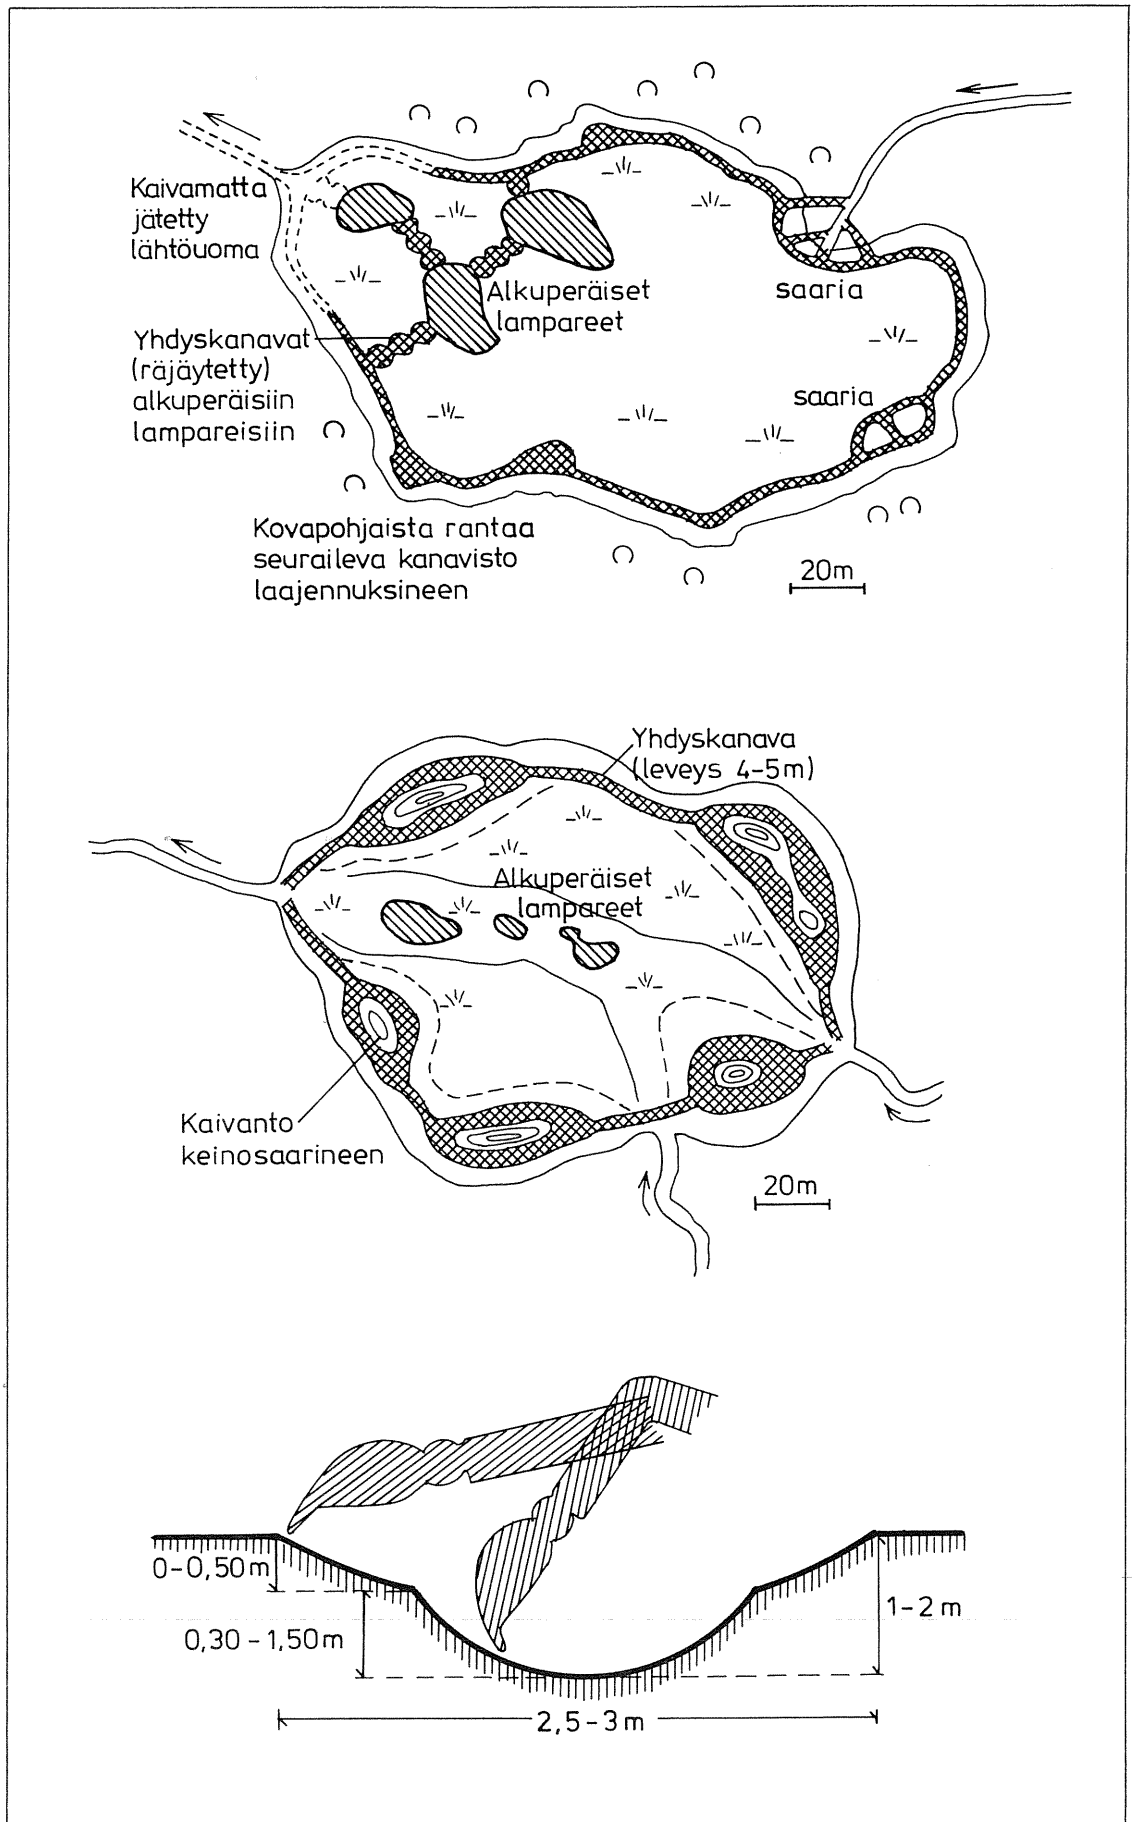 Kaivamatta
jätetty
lähtöuoma
Alkuperäiset
lampareet
saaria
Yhdyskanavat
(räjäytetty)
alkuperäisiin
lampareisiin
saaria
Kovapohjaista rantaa
seuraileva kanavisto
laajennuksineen
20m
Yhdyskanava
(leveys 4-5m)
Alkuperäiset
lampareet
Kaivanto
keinosaarineen
20m
0-0,50m
0,30-1,50m
1-2 m
2,5-3m